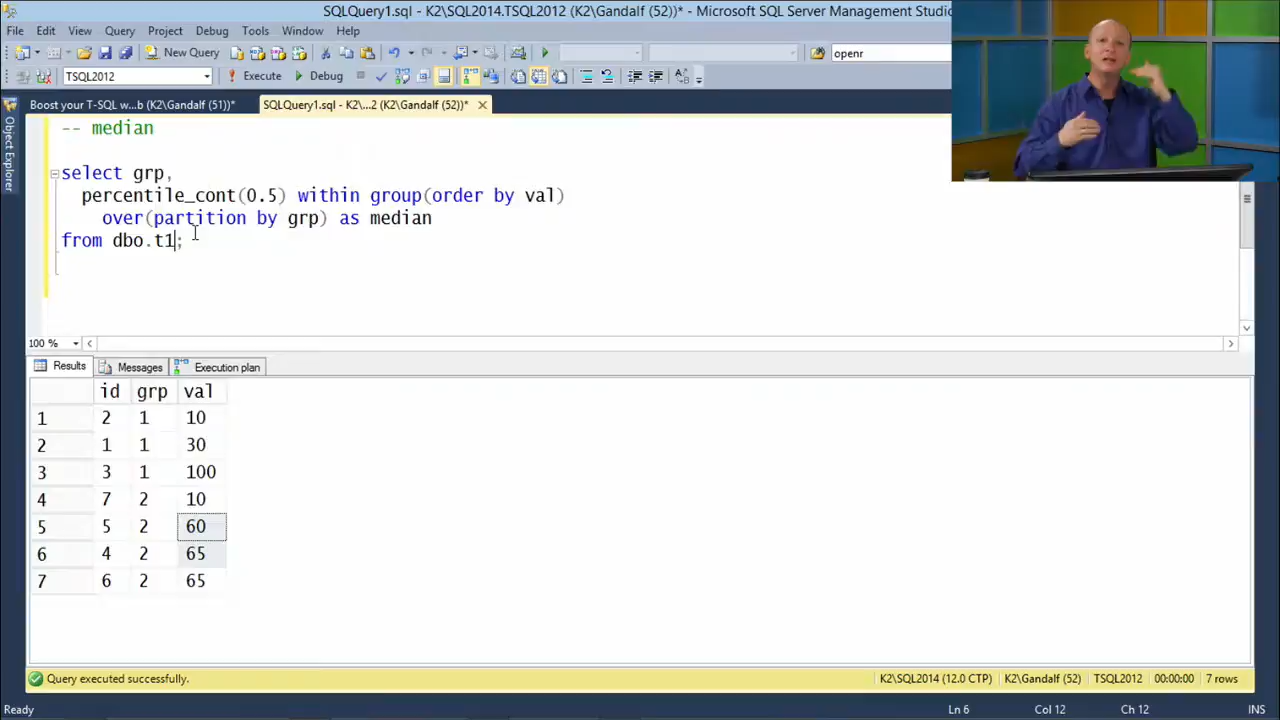 SQLQuery1.sql - K2\SQL2014.TSQL2012 (K2\Gandalf (52))* - Microsoft SQL Server Management Studio
File Edit View Query Project Debug Tools Window Help
New Query openr
TSQL2012 Execute Debug
Boost your T-SQL w...b (K2\Gandalf (51))* SQLQuery1.sql - K2\...2 (K2\Gandalf (52))*
Object Explorer
-- median
select grp,
percentile_cont(0.5) within group(order by val)
over(partition by grp) as median
from dbo.t1;
100 %
Results Messages Execution plan
id grp val
1 2 1 10
2 1 1 30
3 3 1 100
4 7 2 10
5 5 2 60
6 4 2 65
7 6 2 65
Query executed successfully. K2\SQL2014 (12.0 CTP) K2\Gandalf (52) TSQL2012 00:00:00 7 rows
Ready Ln 6 Col 12 Ch 12 INS